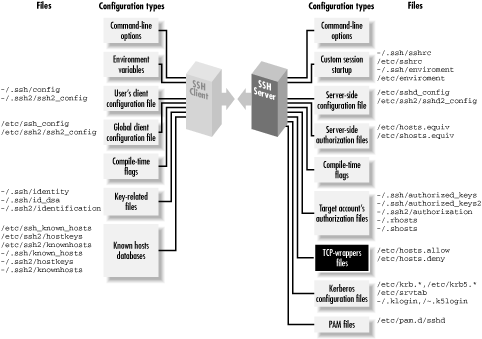 Files
Configuration types
Configuration types
Files
Command-line
options
Environment
variables
-/.ssh/config
-/.ssh2/ssh2_config
User's client
configuration file
/etc/ssh_config
/etc/ssh2/ssh2_config
Global client
configuration file
Compile-time
flags
-/.ssh/identity
-/.ssh/id_dsa
-/.ssh2/identification
Key-related
files
/etc/ssh_known_hosts
/etc/ssh2/hostkeys
/etc/ssh2/knownhosts
-/.ssh/known_hosts
-/.ssh2/hostkeys
-/.ssh2/knownhosts
Known hosts
databases
SSH
Client
SSH
Server
Command-line
options
Custom session
startup
-/.ssh/sshrc
/etc/sshrc
-/.ssh/enviroment
/etc/enviroment
Server-side
configuration file
/etc/sshd_config
/etc/ssh2/sshd2_config
Server-side
authorization files
/etc/hosts.equiv
/etc/shosts.equiv
Compile-time
flags
Target account's
authorization files
-/.ssh/authorized_keys
-/.ssh/authorized_keys2
-/.ssh2/authorization
-/.rhosts
-/.shosts
TCP-wrappers
files
/etc/hosts.allow
/etc/hosts.deny
Kerberos
configuration files
/etc/krb.*,/etc/krb5.*
/etc/srvtab
-/.klogin,/~.k5login
PAM files
/etc/pam.d/sshd